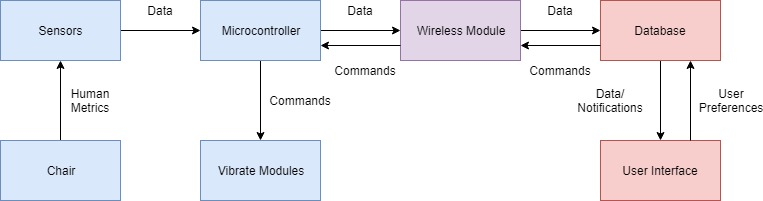 Data
Data
Data
Sensors
Microcontroller
Wireless Module
Database
Commands
Commands
Human
Metrics
Commands
Data/
Notifications
User
Preferences
Chair
Vibrate Modules
User Interface